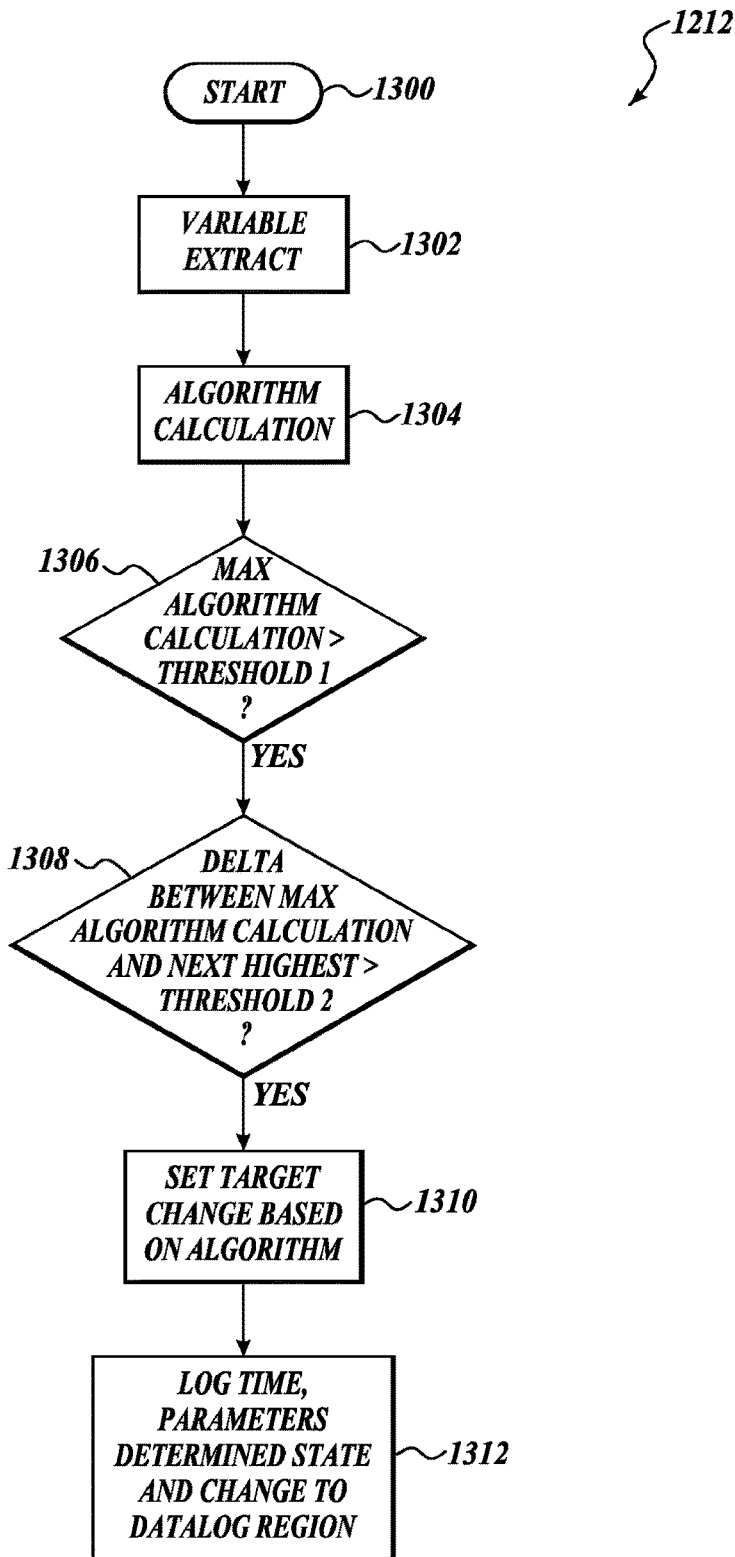 1212
START
1300
VARIABLE
EXTRACT
1302
ALGORITHM
CALCULATION
1304
1306
MAX
ALGORITHM
CALCULATION >
THRESHOLD 1
?
YES
1308
DELTA
BETWEEN MAX
ALGORITHM CALCULATION
AND NEXT HIGHEST >
THRESHOLD 2
?
YES
SET TARGET
CHANGE BASED
ON ALGORITHM
1310
LOG TIME,
PARAMETERS
DETERMINED STATE
AND CHANGE TO
DATALOG REGION
1312